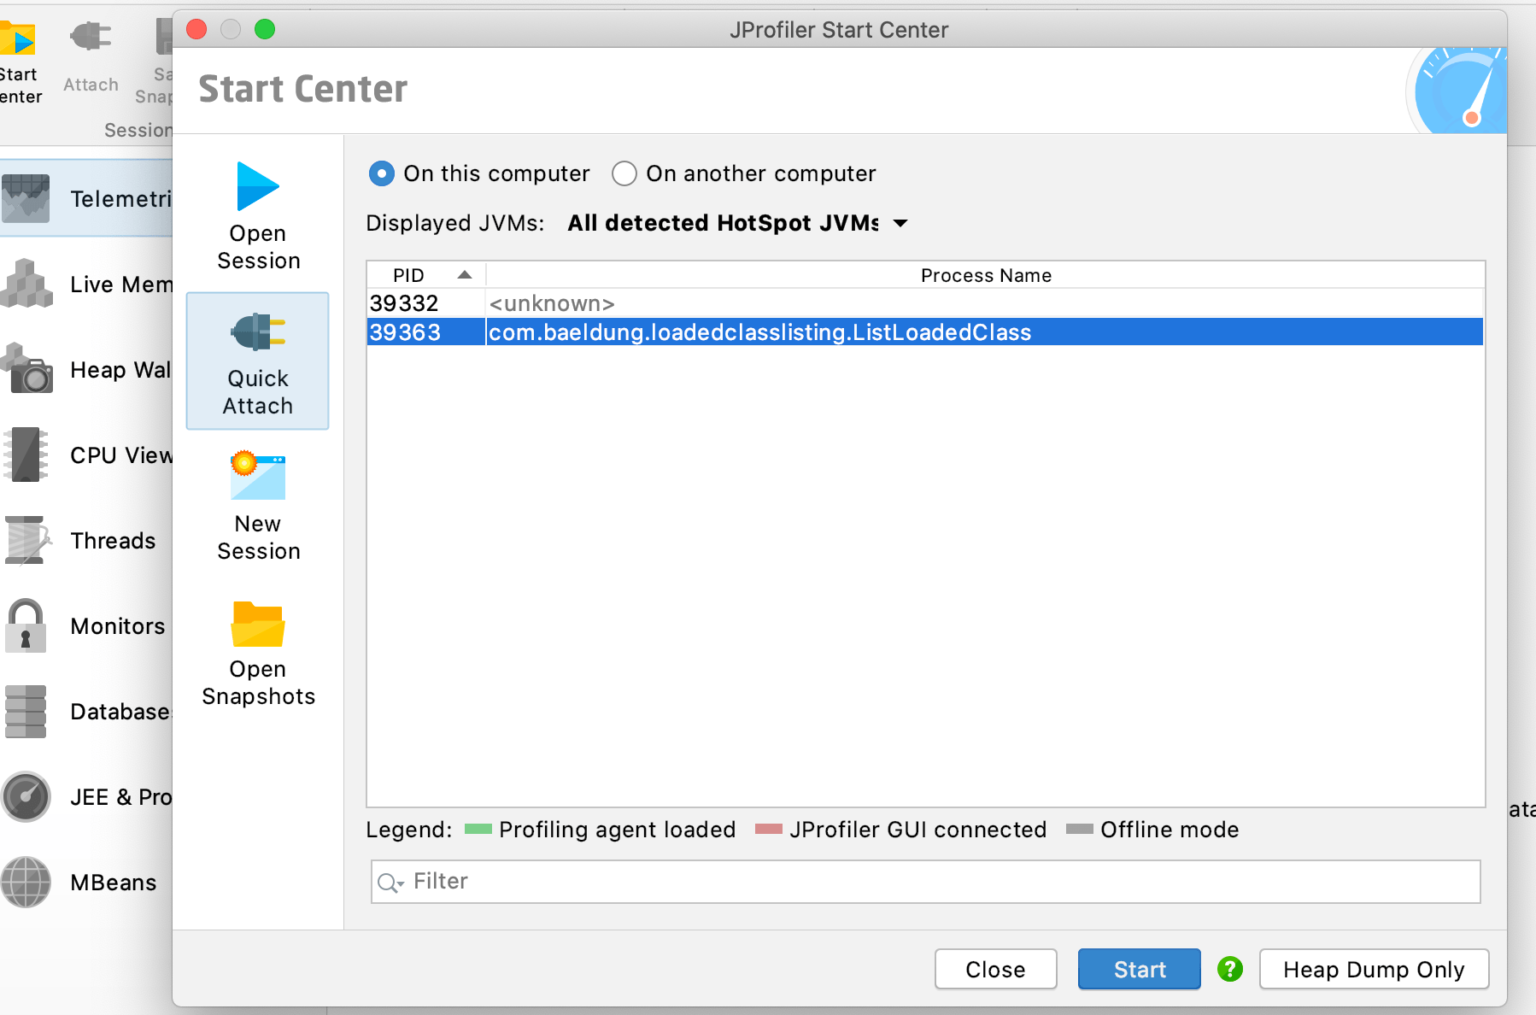 JProfiler Start Center
Start
enter
Attach
Sa
Snap
Session
Start Center
Telemetri
Live Mem
Heap Wal
CPU View
Threads
Monitors
Database
JEE & Pro
MBeans
Open
Session
Quick
Attach
New
Session
Open
Snapshots
On this computer On another computer
Displayed JVMs: All detected HotSpot JVMs
PID Process Name
39332 <unknown>
39363 com.baeldung.loadedclasslisting.ListLoadedClass
Legend: Profiling agent loaded JProfiler GUI connected Offline mode
Filter
ata
Close Start ? Heap Dump Only